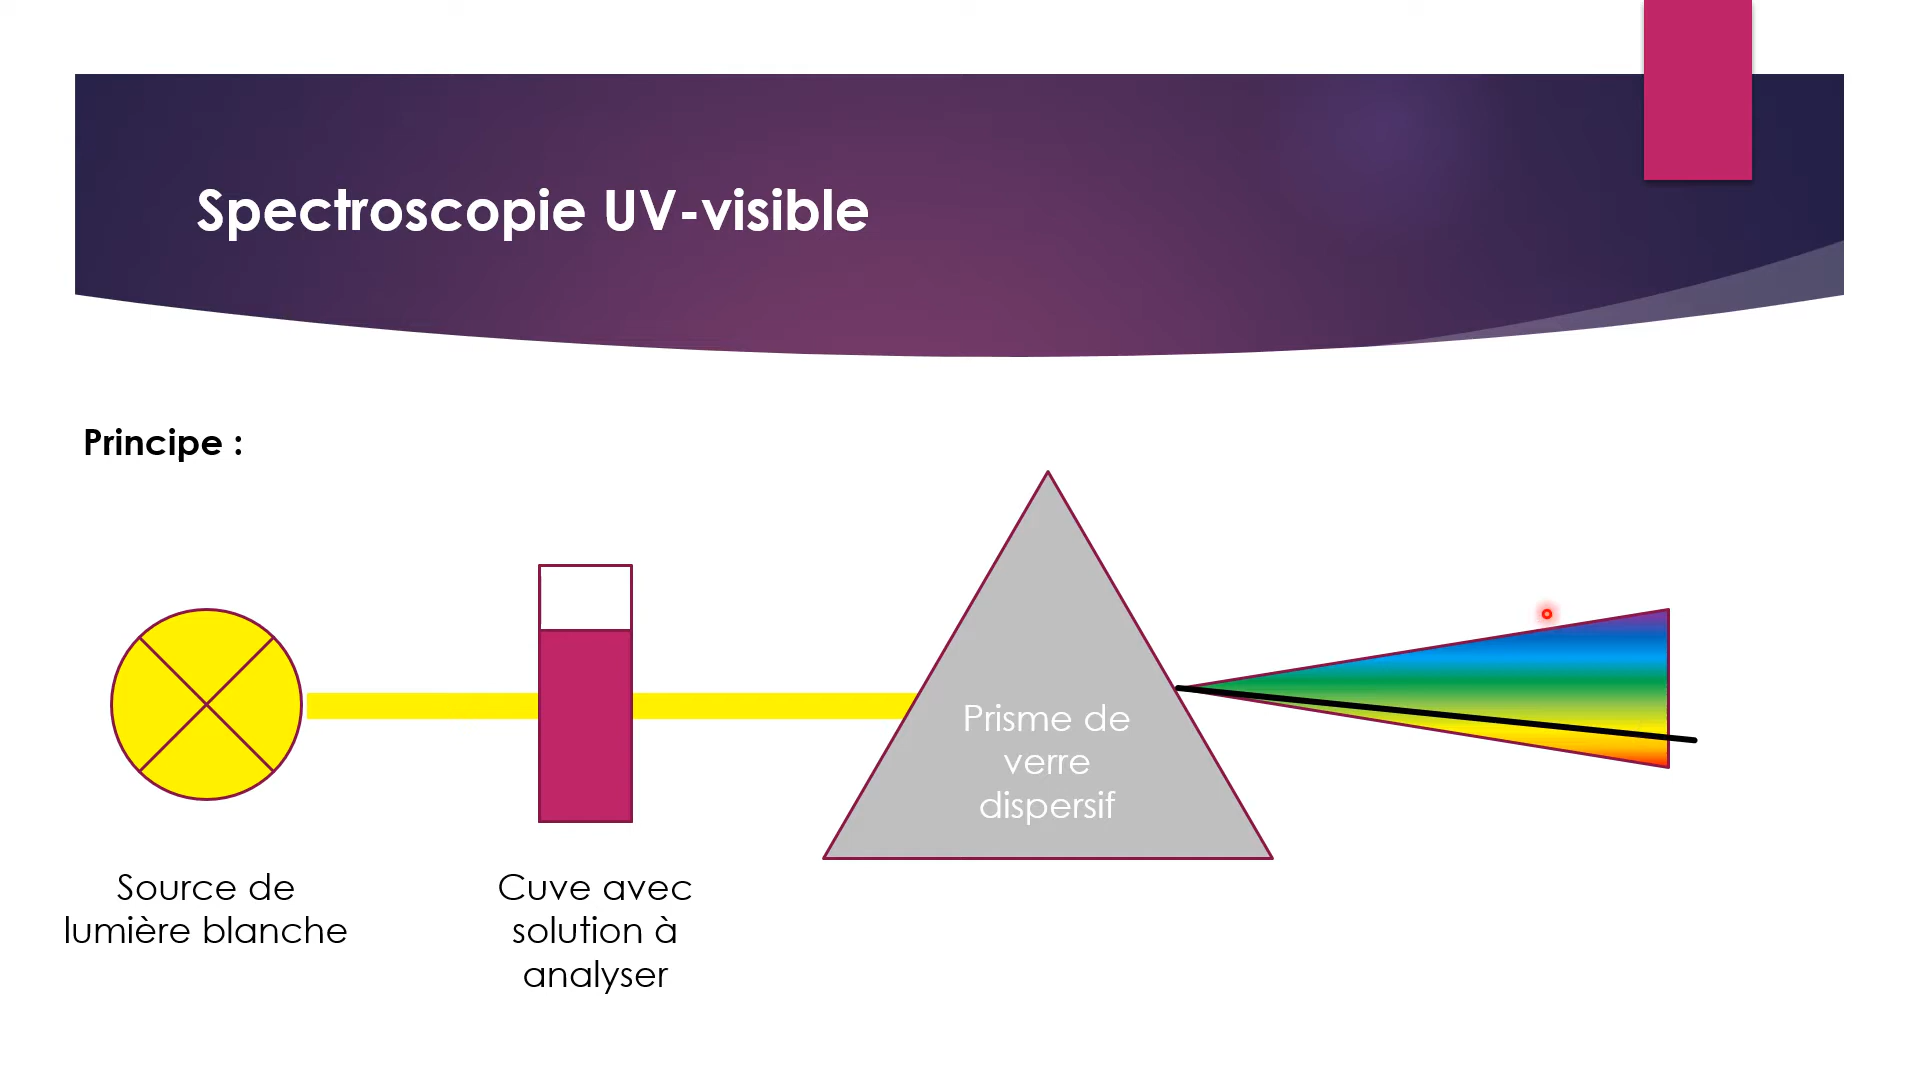 Spectroscopie UV-visible
Principe :
Prisme de
verre
dispersif
Source de
lumière blanche
Cuve avec
solution à
analyser